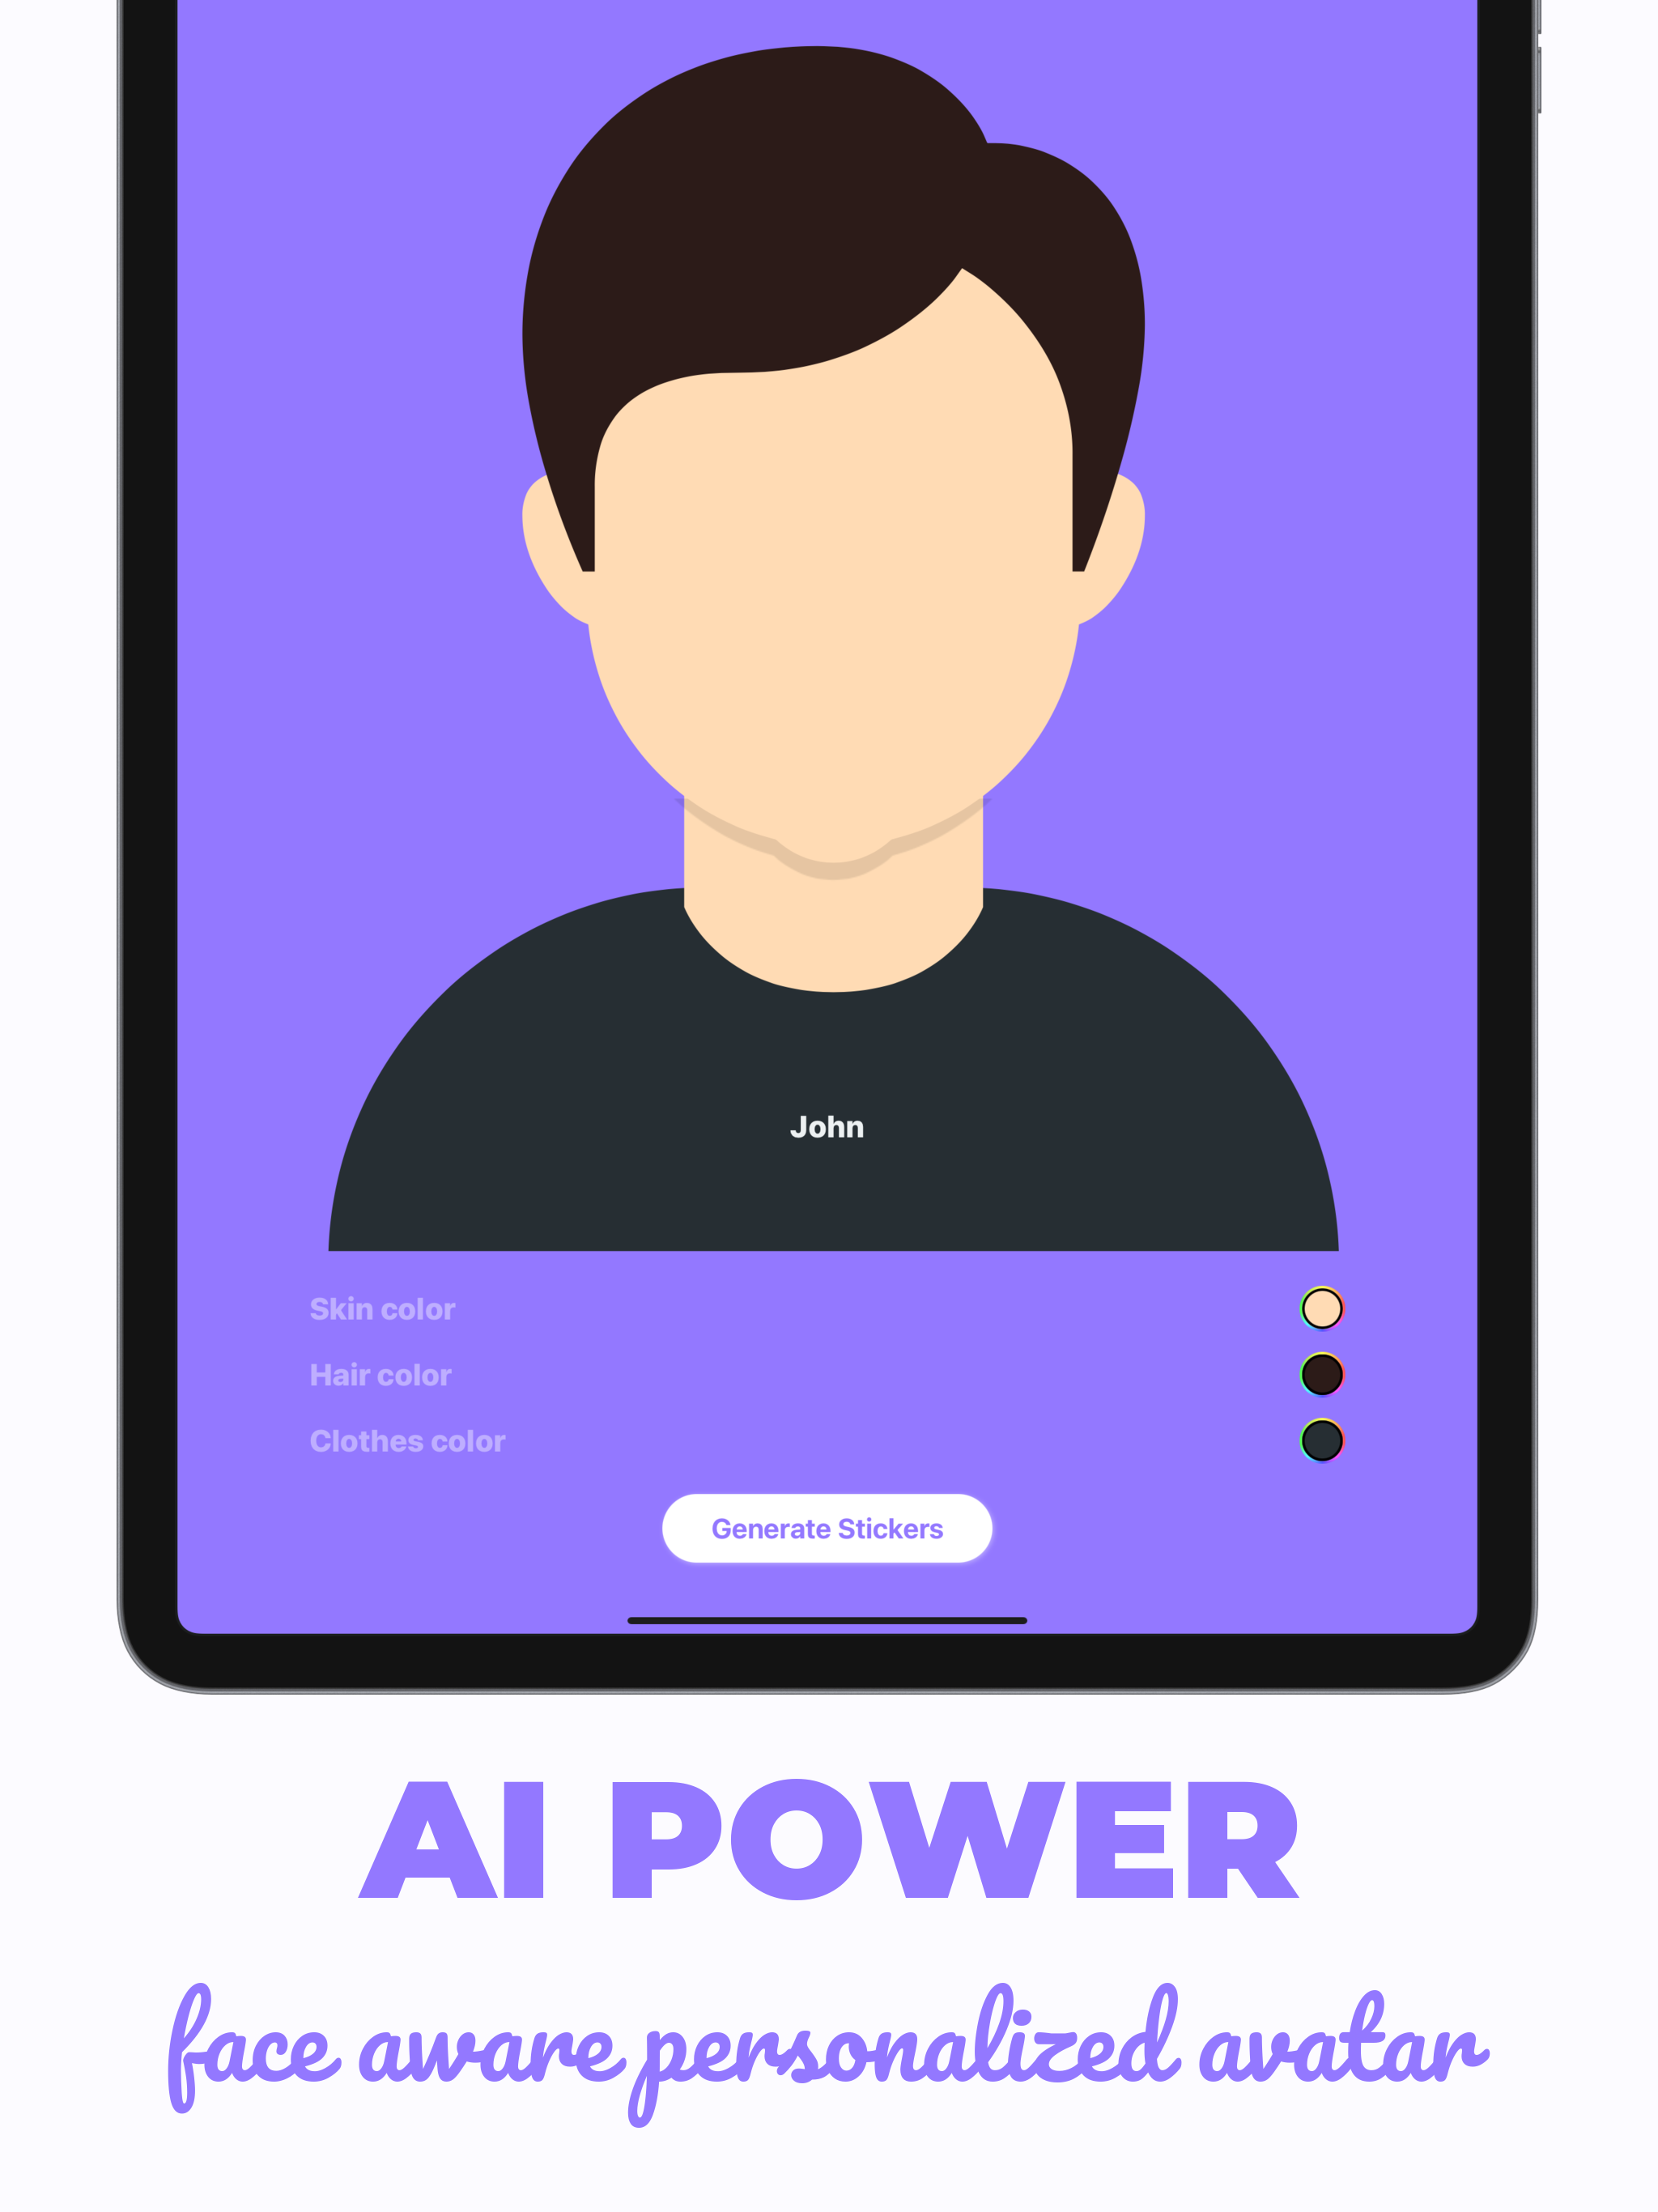 John
Skin color
Hair color
Clothes color
Generate Stickers
AI POWER
face aware personalized avatar